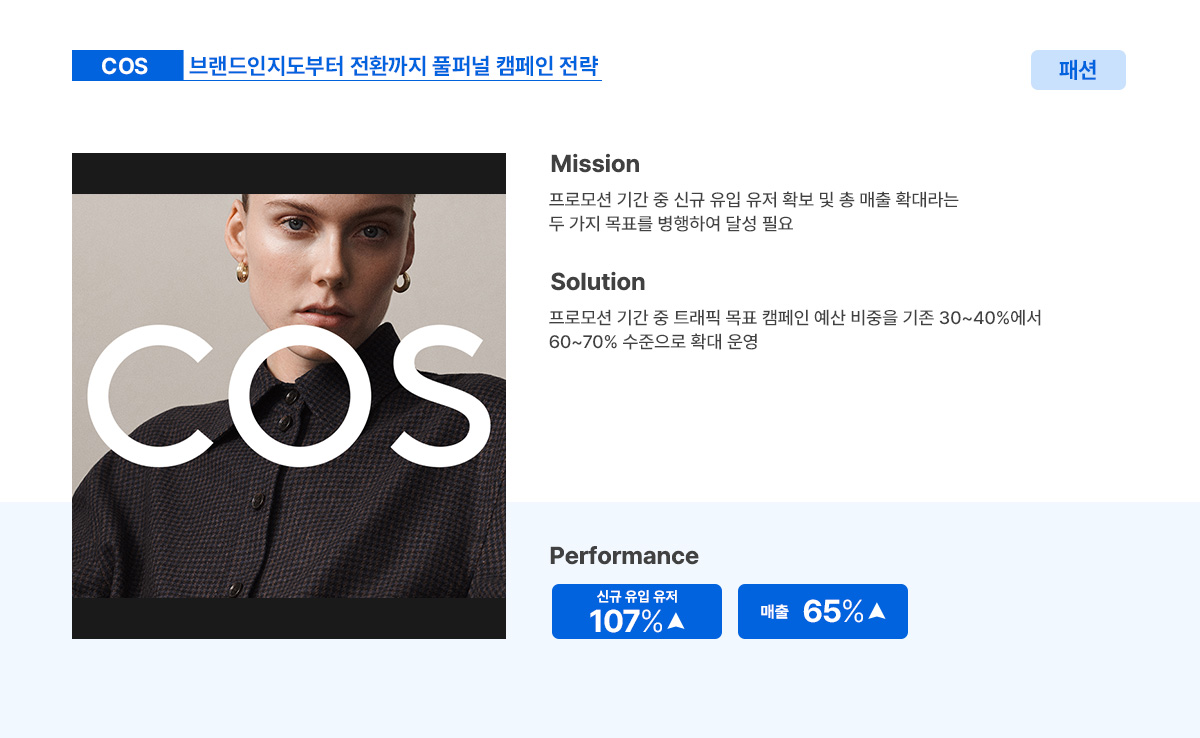 COS 브랜드인지도부터 전환까지 풀퍼널 캠페인 전략
패션
COS
Mission
프로모션 기간 중 신규 유입 유저 확보 및 총 매출 확대라는
두 가지 목표를 병행하여 달성 필요
Solution
프로모션 기간 중 트래픽 목표 캠페인 예산 비중을 기존 30~40%에서
60~70% 수준으로 확대 운영
Performance
신규 유입 유저
107%▲
매출 65%▲